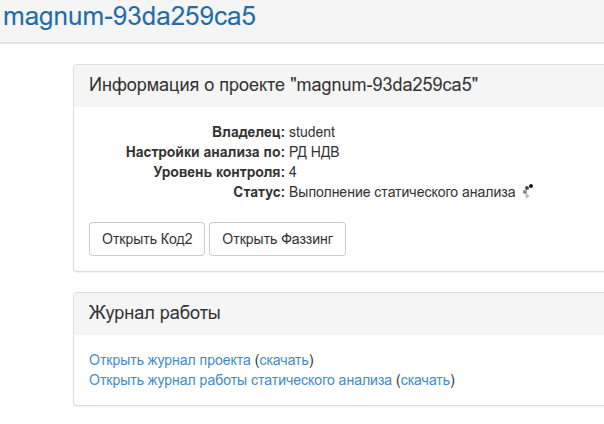 magnum-93da259ca5
Информация о проекте "magnum-93da259ca5"
Владелец: student
Настройки анализа по: РД НДВ
Уровень контроля: 4
Статус: Выполнение статического анализа
Открыть Код2 Открыть Фаззинг
Журнал работы
Открыть журнал проекта (скачать)
Открыть журнал работы статического анализа (скачать)